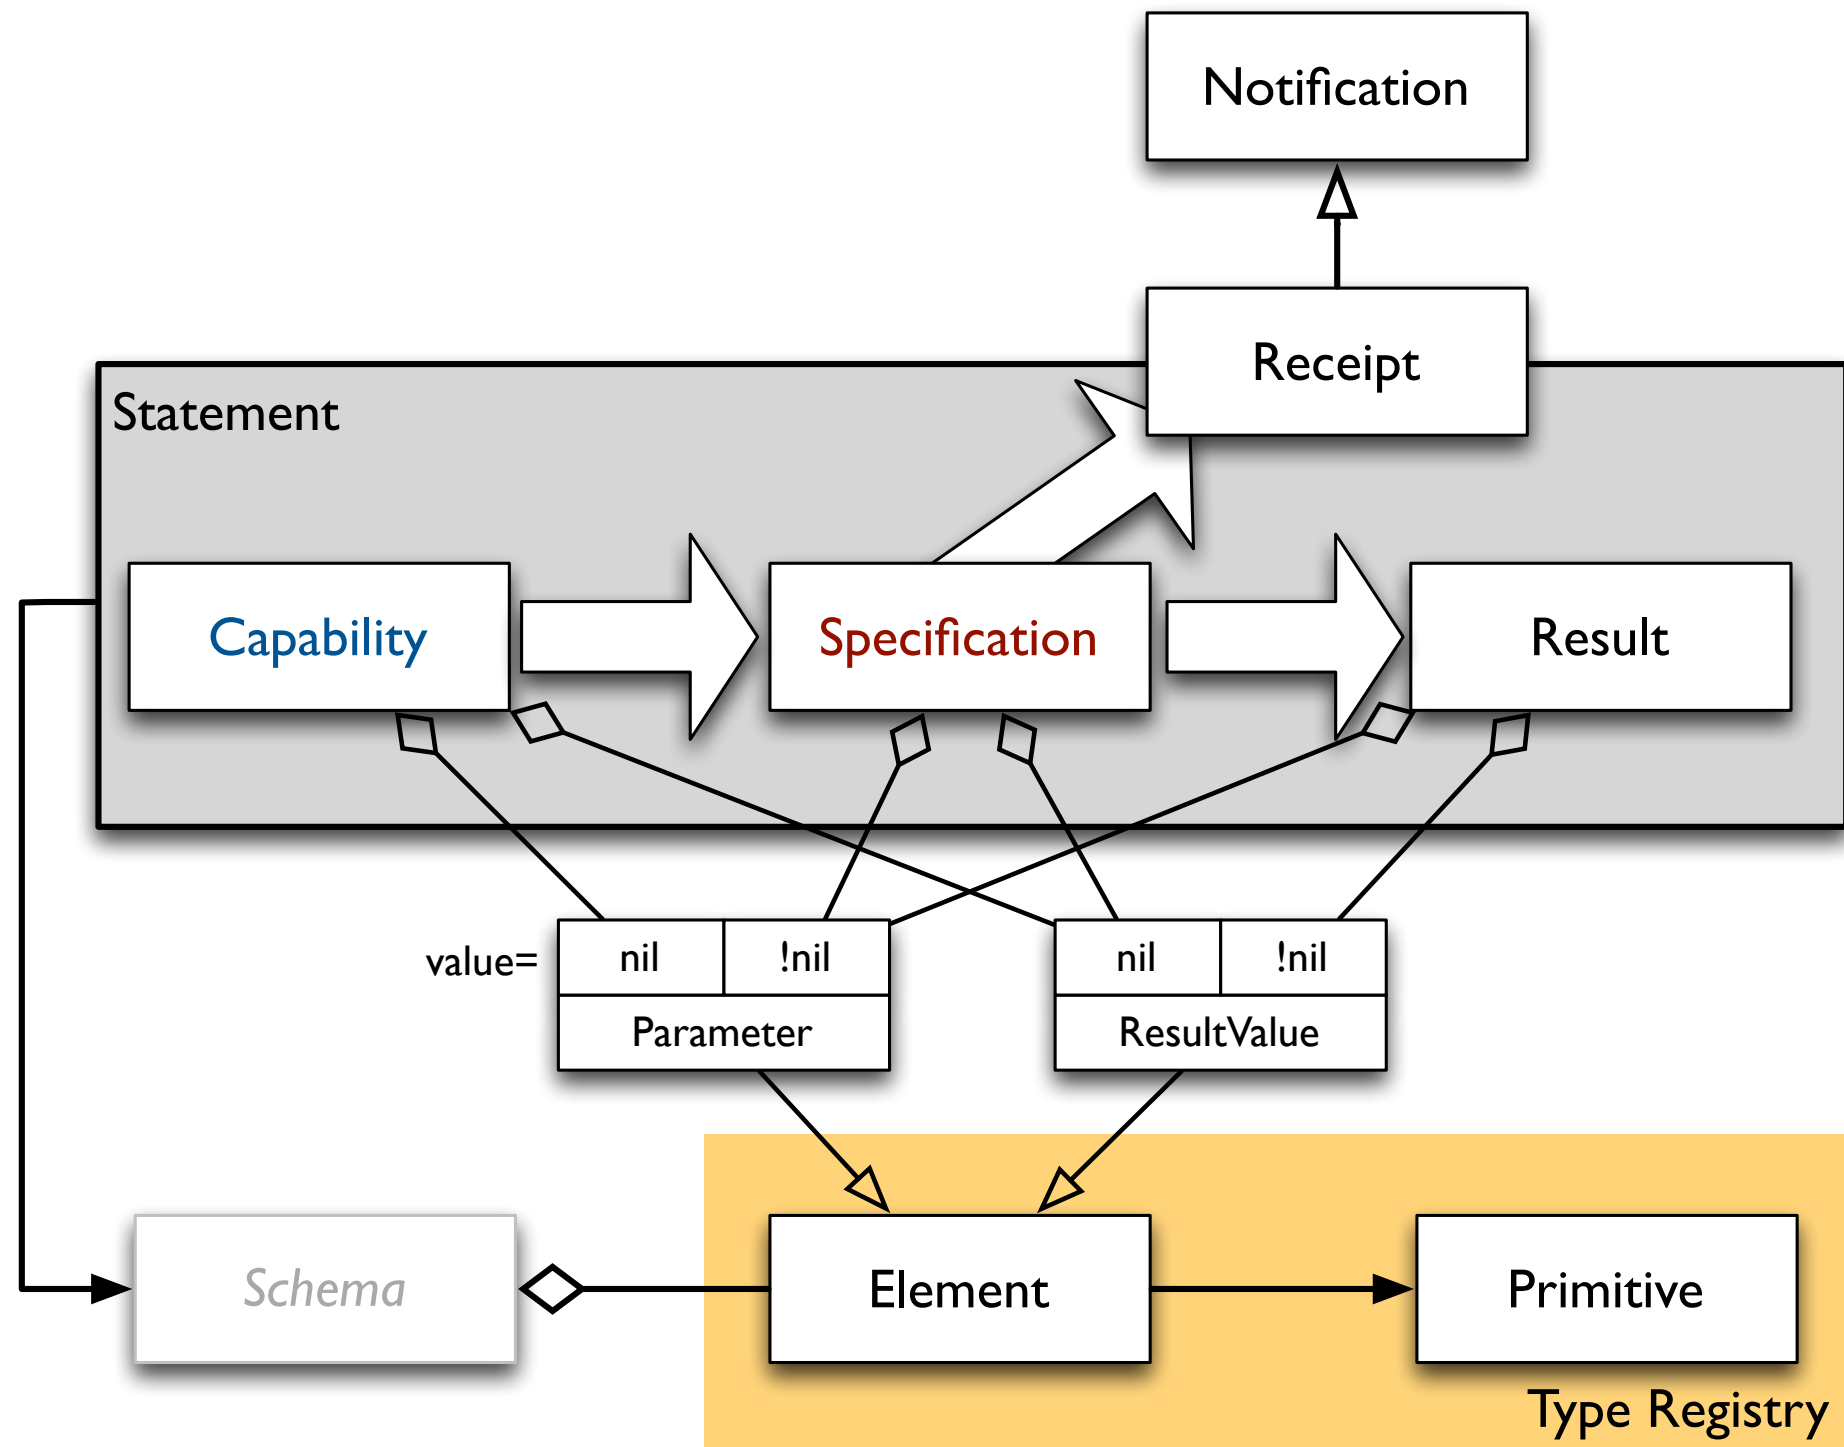 Notification
Receipt
Statement
Capability
Specification
Result
value=
nil
!nil
nil
!nil
Parameter
ResultValue
Schema
Element
Primitive
Type Registry